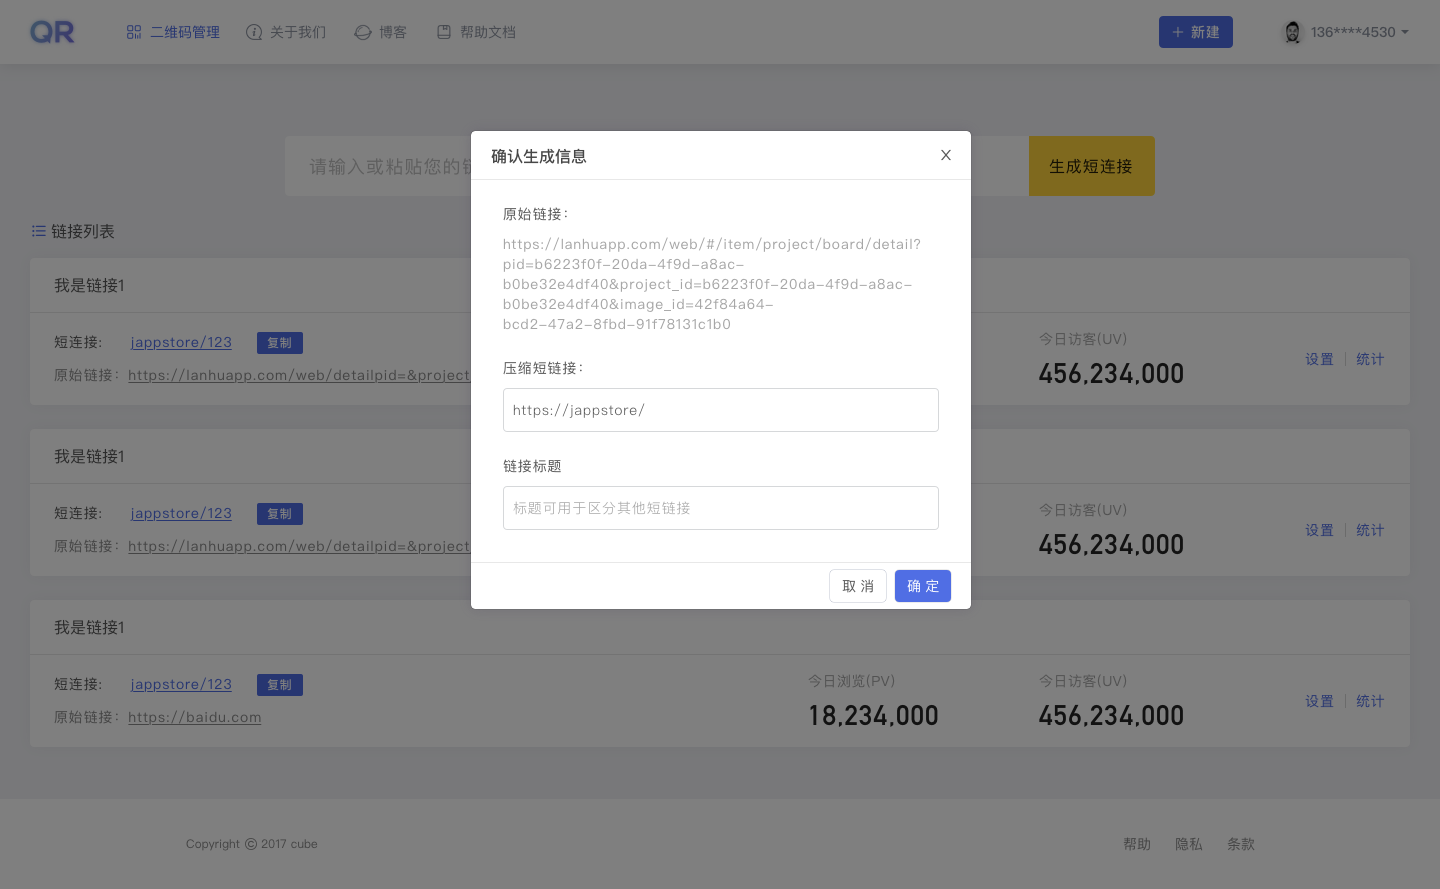 QR
二维码管理
关于我们
博客
帮助文档
+ 新建
136****4530
请输入或粘贴您的
生成短连接
链接列表
确认生成信息
X
原始链接：
https://lanhuapp.com/web/#/item/project/board/detail?
pid=b6223f0f-20da-4f9d-a8ac-
b0be32e4df40&project_id=b6223f0f-20da-4f9d-a8ac-
b0be32e4df40&image_id=42f84a64-
bcd2-47a2-8fbd-91f78131c1b0
压缩短链接：
https://jappstore/
链接标题
标题可用于区分其他短链接
取 消
确 定
我是链接1
短连接:
jappstore/123
复制
原始链接：
https://lanhuapp.com/web/detailpid=&project
今日访客(UV)
456,234,000
设置
统计
我是链接1
短连接:
jappstore/123
复制
原始链接：
https://lanhuapp.com/web/detailpid=&project
今日访客(UV)
456,234,000
设置
统计
我是链接1
短连接:
jappstore/123
复制
原始链接：
https://baidu.com
今日浏览(PV)
18,234,000
今日访客(UV)
456,234,000
设置
统计
Copyright © 2017 cube
帮助
隐私
条款